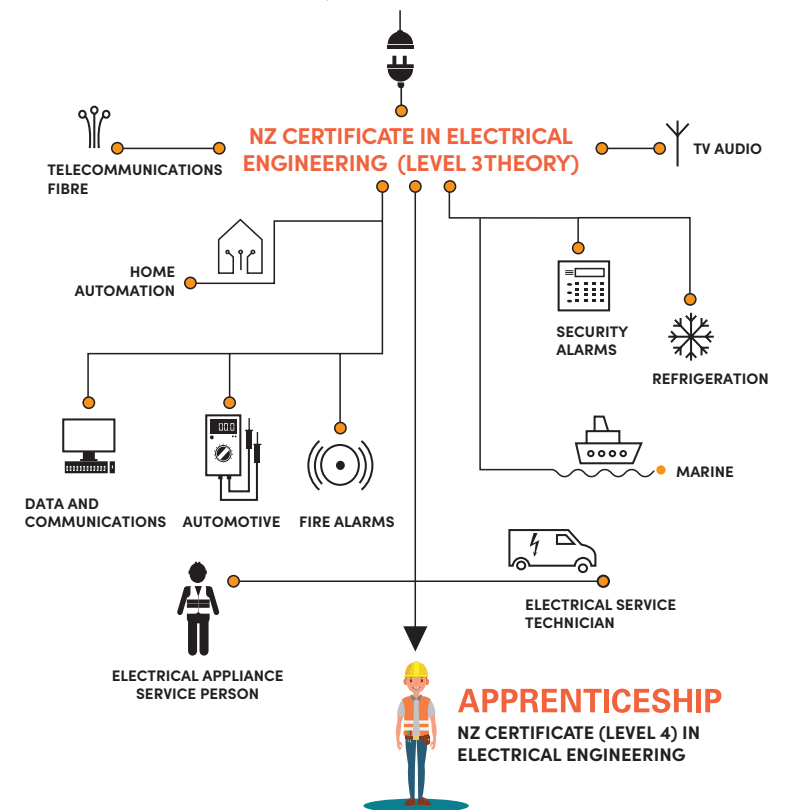 NZ CERTIFICATE IN ELECTRICAL
ENGINEERING (LEVEL 3THEORY)
TELECOMMUNICATIONS
FIBRE
TV AUDIO
HOME
AUTOMATION
SECURITY
ALARMS
REFRIGERATION
000
DATA AND
COMMUNICATIONS
AUTOMOTIVE
FIRE ALARMS
MARINE
ELECTRICAL SERVICE
TECHNICIAN
ELECTRICAL APPLIANCE
SERVICE PERSON
APPRENTICESHIP
NZ CERTIFICATE (LEVEL 4) IN
ELECTRICAL ENGINEERING